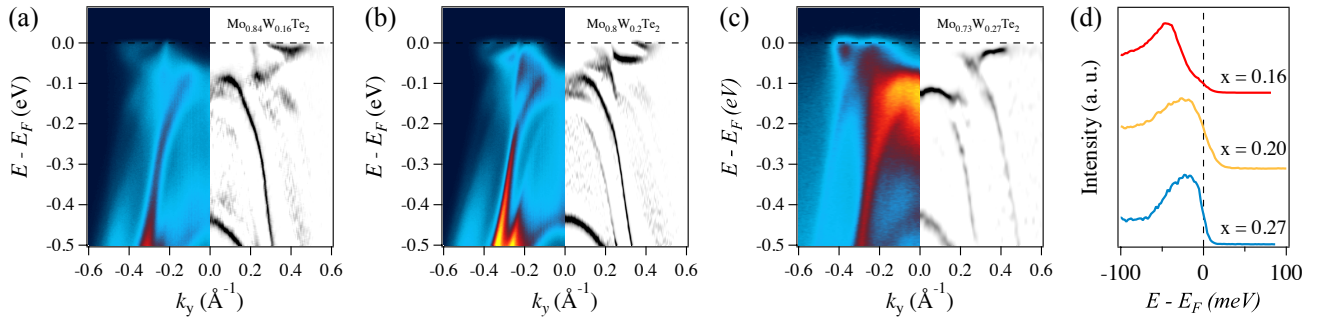 (a)
Mo0.84W0.16Te2
0.0
-0.1
-0.2
-0.3
-0.4
-0.5
E - EF (eV)
-0.6 -0.4 -0.2 0.0 0.2 0.4 0.6
ky (Å-1)
(b)
Mo0.8W0.2Te2
0.0
-0.1
-0.2
-0.3
-0.4
-0.5
E - EF (eV)
-0.6 -0.4 -0.2 0.0 0.2 0.4 0.6
ky (Å-1)
(c)
Mo0.73W0.27Te2
0.0
-0.1
-0.2
-0.3
-0.4
-0.5
E - EF (eV)
-0.6 -0.4 -0.2 0.0 0.2 0.4 0.6
ky (Å-1)
(d)
Intensity (a. u.)
x = 0.16
x = 0.20
x = 0.27
-100 0 100
E - EF (meV)